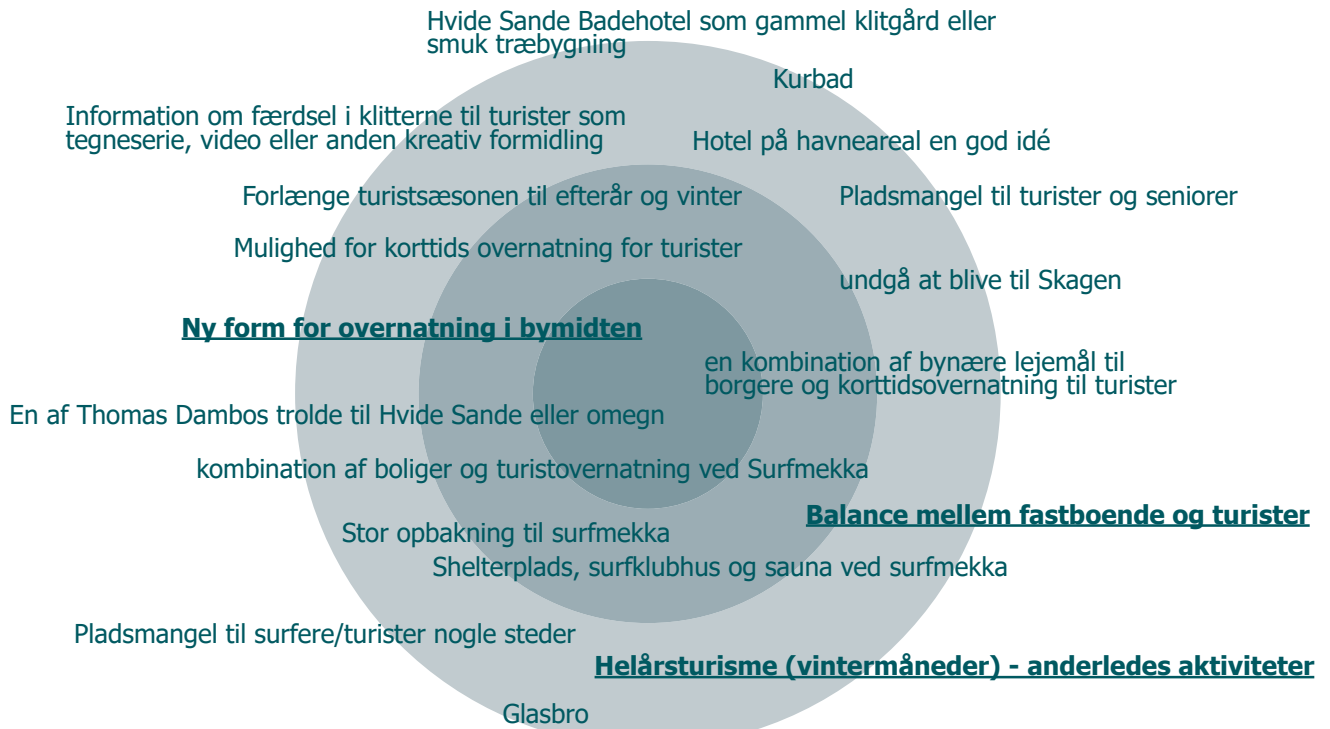 Hvide Sande Badehotel som gammel klitgård eller
smuk træbygning
Kurbad
Information om færdsel i klitterne til turister som
tegneserie, video eller anden kreativ formidling
Hotel på havneareal en god idé
Forlænge turistsæsonen til efterår og vinter
Pladsmangel til turister og seniorer
Mulighed for korttids overnatning for turister
undgå at blive til Skagen
Ny form for overnatning i bymidten
en kombination af bynære lejemål til
borgere og korttidsovernatning til turister
En af Thomas Dambos trolde til Hvide Sande eller omegn
kombination af boliger og turistovernatning ved Surfmekka
Balance mellem fastboende og turister
Stor opbakning til surfmekka
Shelterplads, surfklubhus og sauna ved surfmekka
Pladsmangel til surfere/turister nogle steder
Helårsturisme (vintermåneder) - anderledes aktiviteter
Glasbro